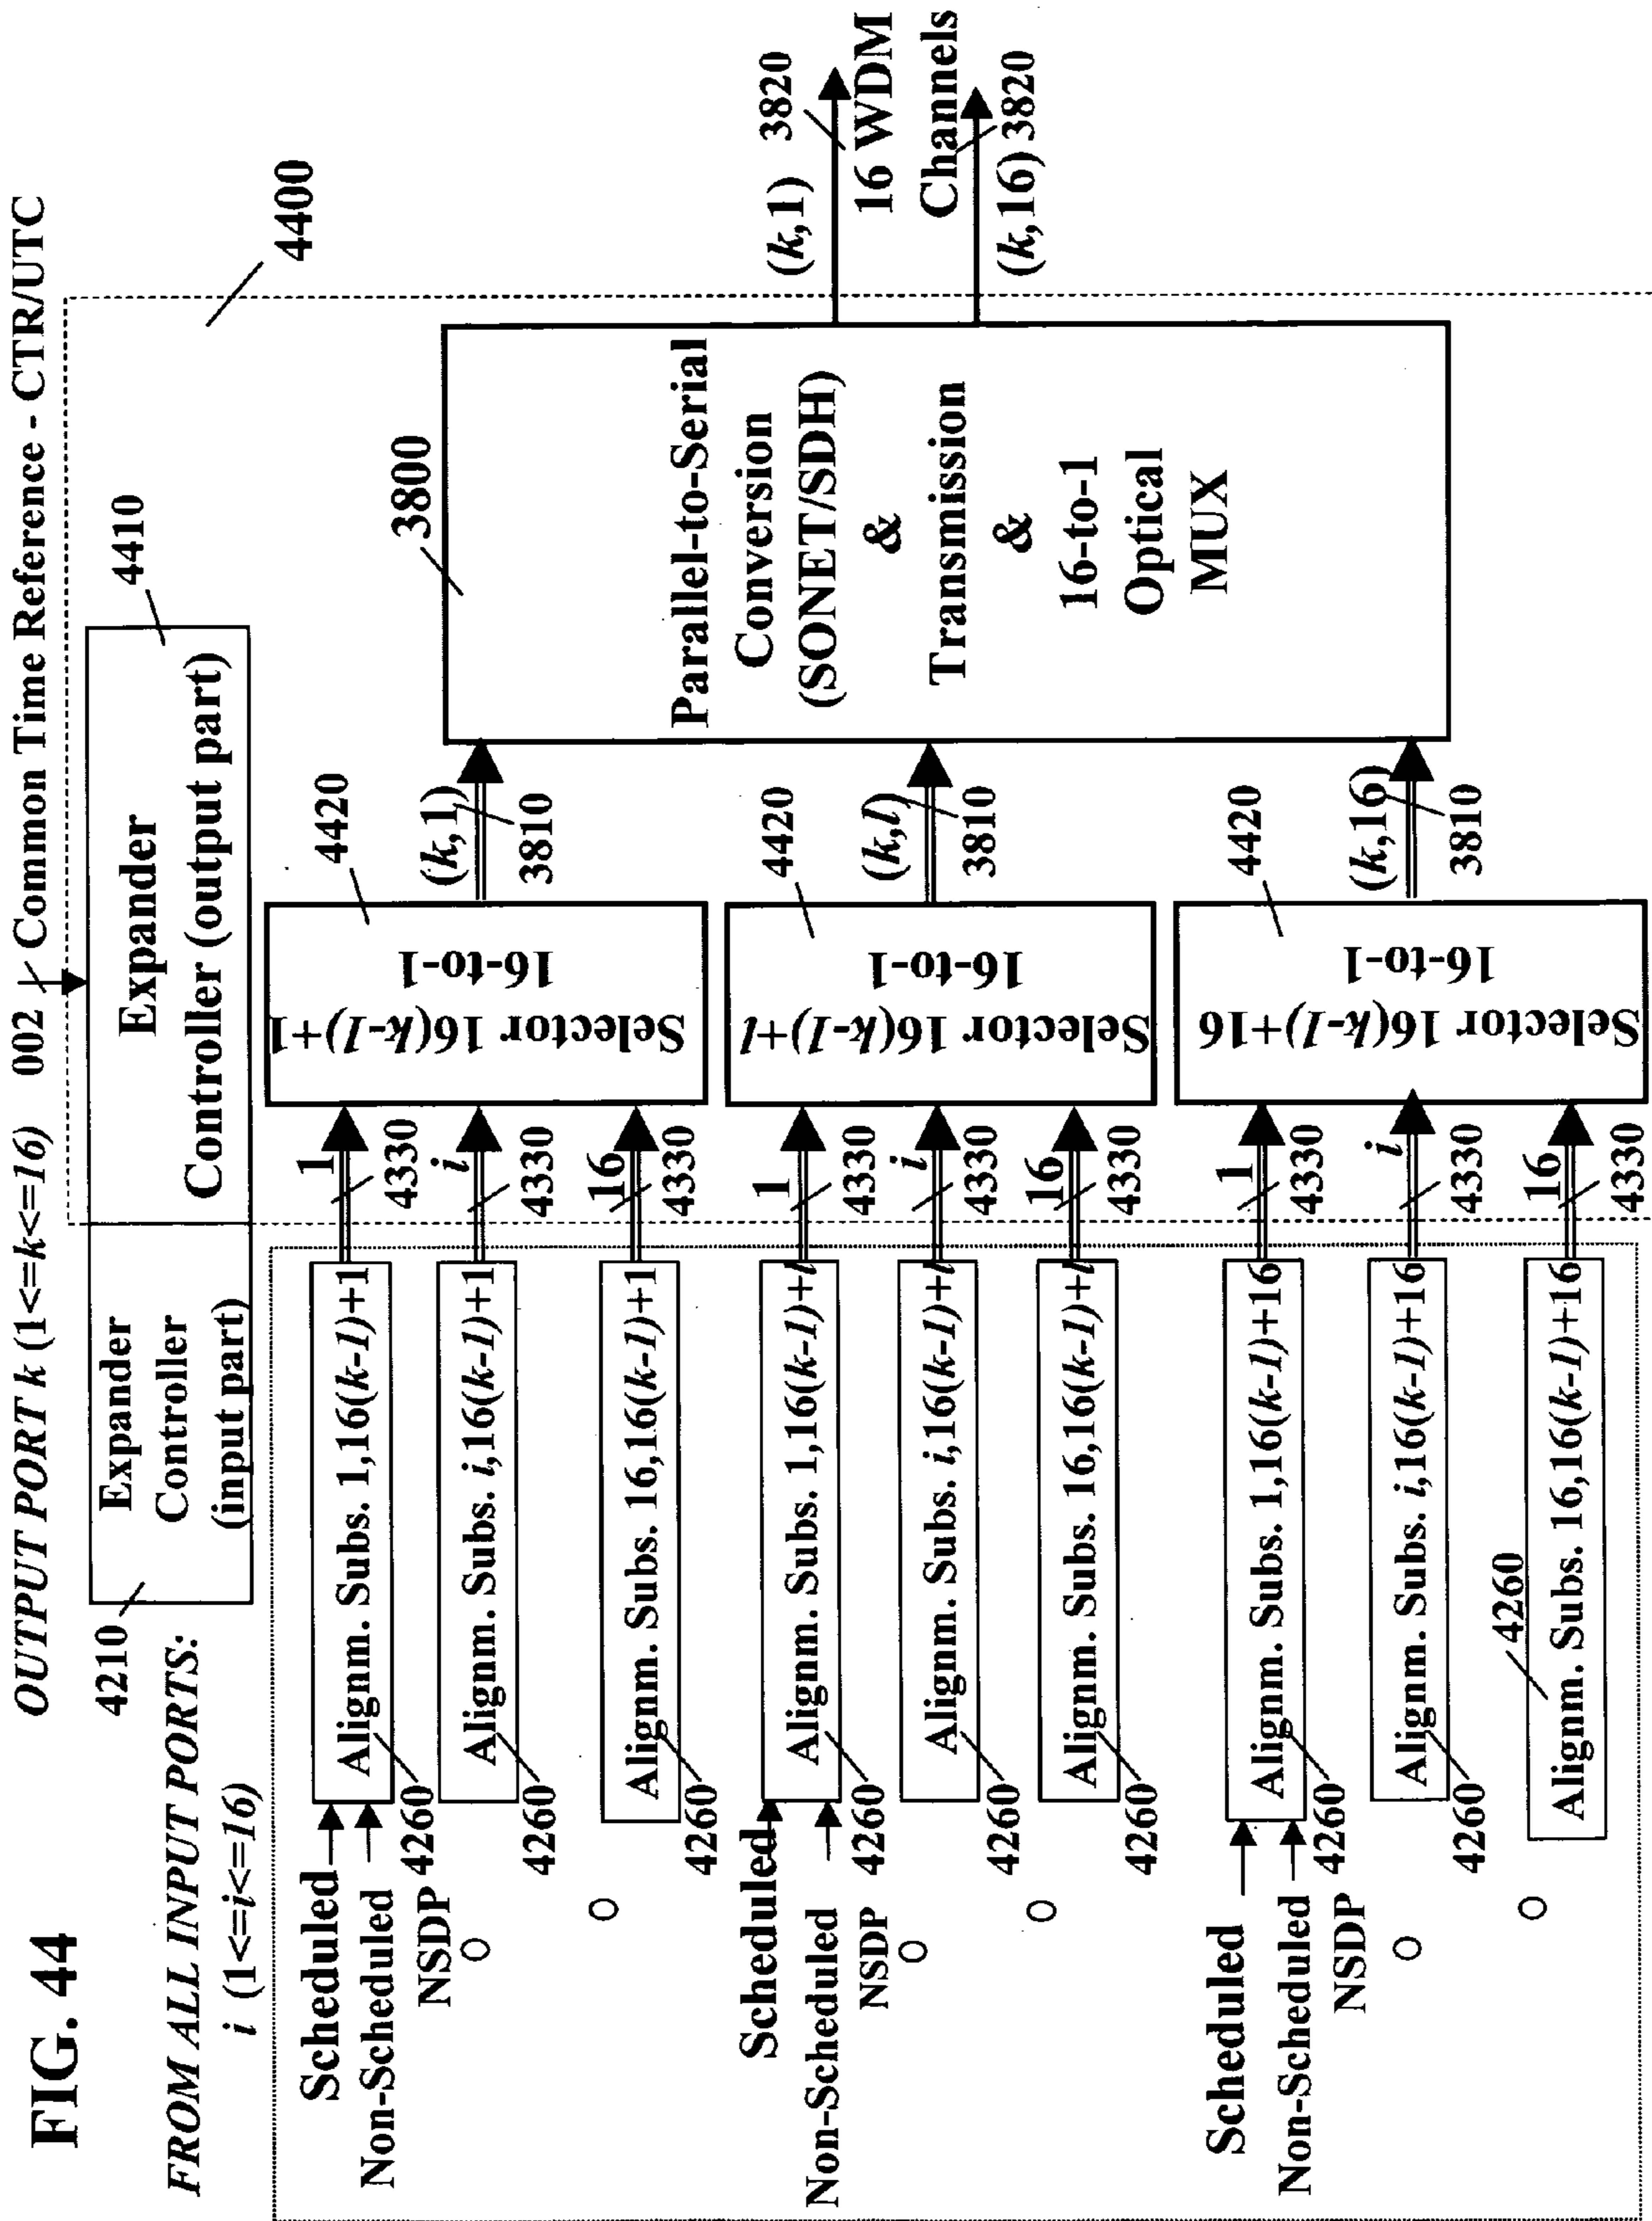 FIG. 44
OUTPUT PORT k (1<=k<=16)
002
Common Time Reference - CTR/UTC
4210
Expander
Controller
(input part)
Expander
Controller (output part)
4410
4400
FROM ALL INPUT PORTS:
i (1<=i<=16)
Scheduled
Non-Scheduled
NSDP
Alignm. Subs. 1,16(k-1)+1
4260
1
4330
Alignm. Subs. i,16(k-1)+1
4260
i
4330
Alignm. Subs. 16,16(k-1)+1
4260
16
4330
Selector 16(k-1)+1
16-to-1
4420
(k,1)
3810
Scheduled
Non-Scheduled
NSDP
Alignm. Subs. 1,16(k-1)+l
4260
1
4330
Alignm. Subs. i,16(k-1)+l
4260
i
4330
Alignm. Subs. 16,16(k-1)+l
4260
16
4330
Selector 16(k-1)+l
16-to-1
4420
(k,l)
3810
Scheduled
Non-Scheduled
NSDP
Alignm. Subs. 1,16(k-1)+16
4260
1
4330
Alignm. Subs. i,16(k-1)+16
4260
i
4330
Alignm. Subs. 16,16(k-1)+16
4260
16
4330
Selector 16(k-1)+16
16-to-1
4420
(k,16)
3810
3800
Parallel-to-Serial
Conversion
(SONET/SDH)
&
Transmission
&
16-to-1
Optical
MUX
(k,1)
3820
16 WDM
Channels
(k,16)
3820